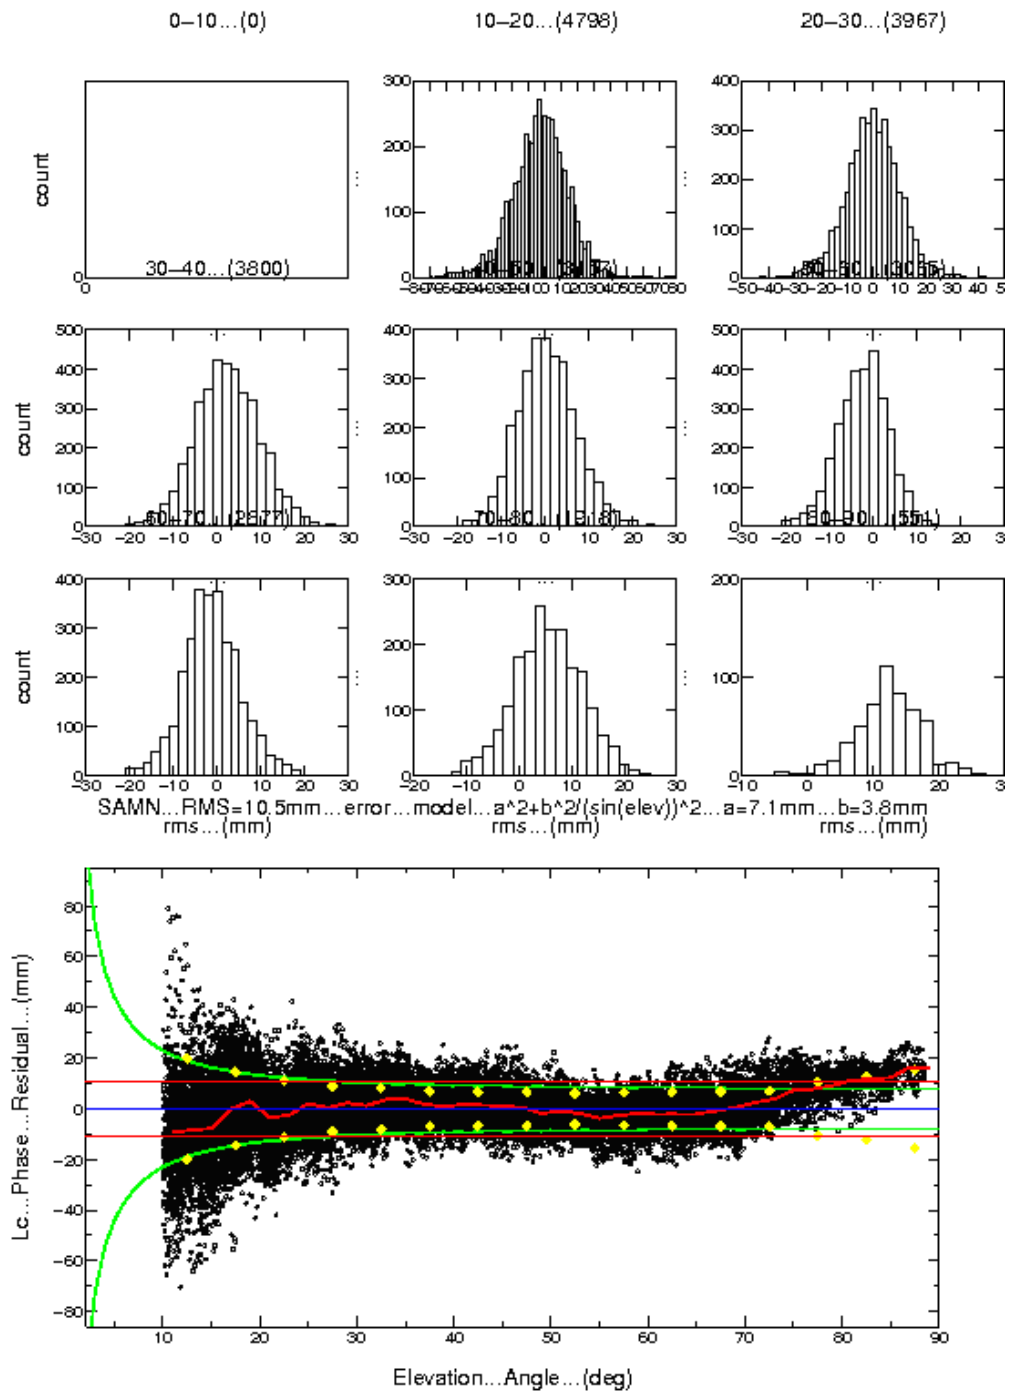 0−10...(0) 10−20...(4798) 20−30...(3967)
300 400
count 200 300
200
100
100
0 0 0
30−40...(3800)
0
−50 −40 −30 −20 −10 0 10 20 30 40 5
500 400 500
400 300 400
count 300 200 300
200 200
100 100 100
0 0 0
60−70...(2877) 70−80...(1918) 80−90...(551)
−30 −20 −10 0 10 20 30 −30 −20 −10 0 10 20 30 −30 −20 −10 0 10 20 3
400 300 200
300
count 200
200 100
100 100
0 0 0
−30 −20 −10 0 10 20 30 −20 −10 0 10 20 30 −10 0 10 20 3
SAMN...RMS=10.5mm...error...model...a^2+b^2/(sin(elev))^2...a=7.1mm...b=3.8mm
rms...(mm) rms...(mm) rms...(mm)
80
60
40
20
0
−20
−40
−60
−80
Lc...Phase...Residual...(mm)
10 20 30 40 50 60 70 80 90
Elevation...Angle...(deg)